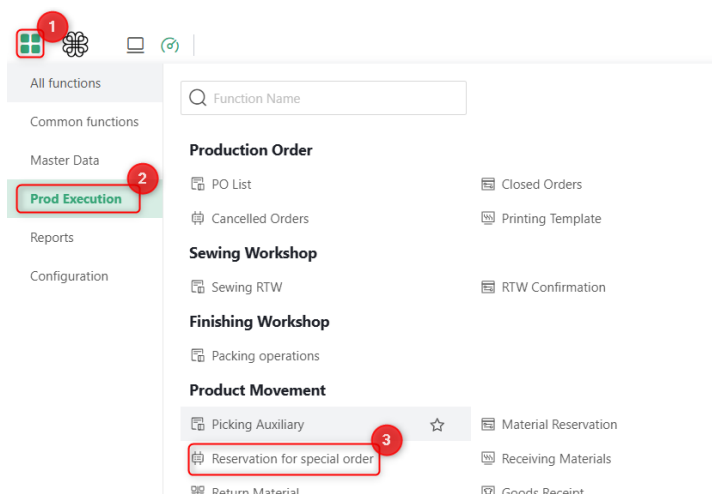 1
All functions
Function Name
Common functions
Production Order
Master Data
2
PO List
Closed Orders
Prod Execution
Cancelled Orders
Printing Template
Reports
Sewing Workshop
Configuration
Sewing RTW
RTW Confirmation
Finishing Workshop
Packing operations
Product Movement
Picking Auxiliary
Material Reservation
3
Reservation for special order
Receiving Materials
Return Material
Goods Receipt